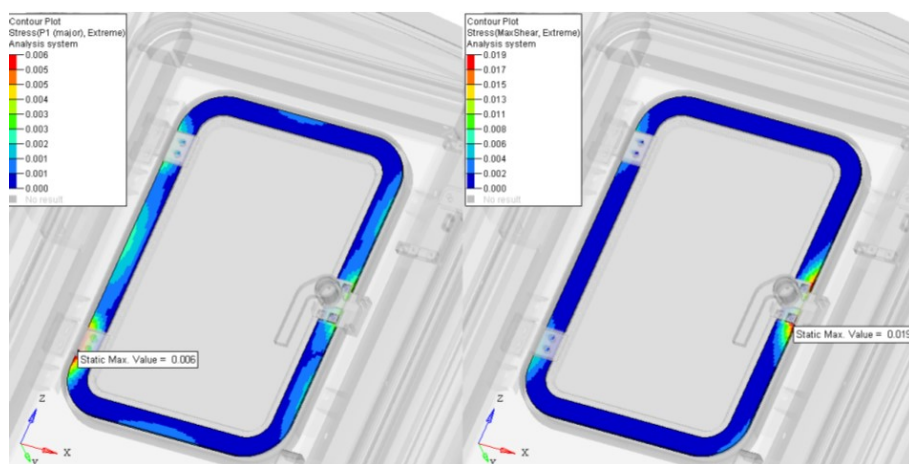 Contour Plot
Stress(P1 (major), Extreme)
Analysis system
0.006
0.005
0.005
0.004
0.003
0.003
0.002
0.001
0.001
0.000
No result
Static Max. Value = 0.006
Z
X
Y
Contour Plot
Stress(MaxShear, Extreme)
Analysis system
0.019
0.017
0.015
0.013
0.011
0.008
0.006
0.004
0.002
0.000
No result
Static Max. Value = 0.019
Z
X
Y